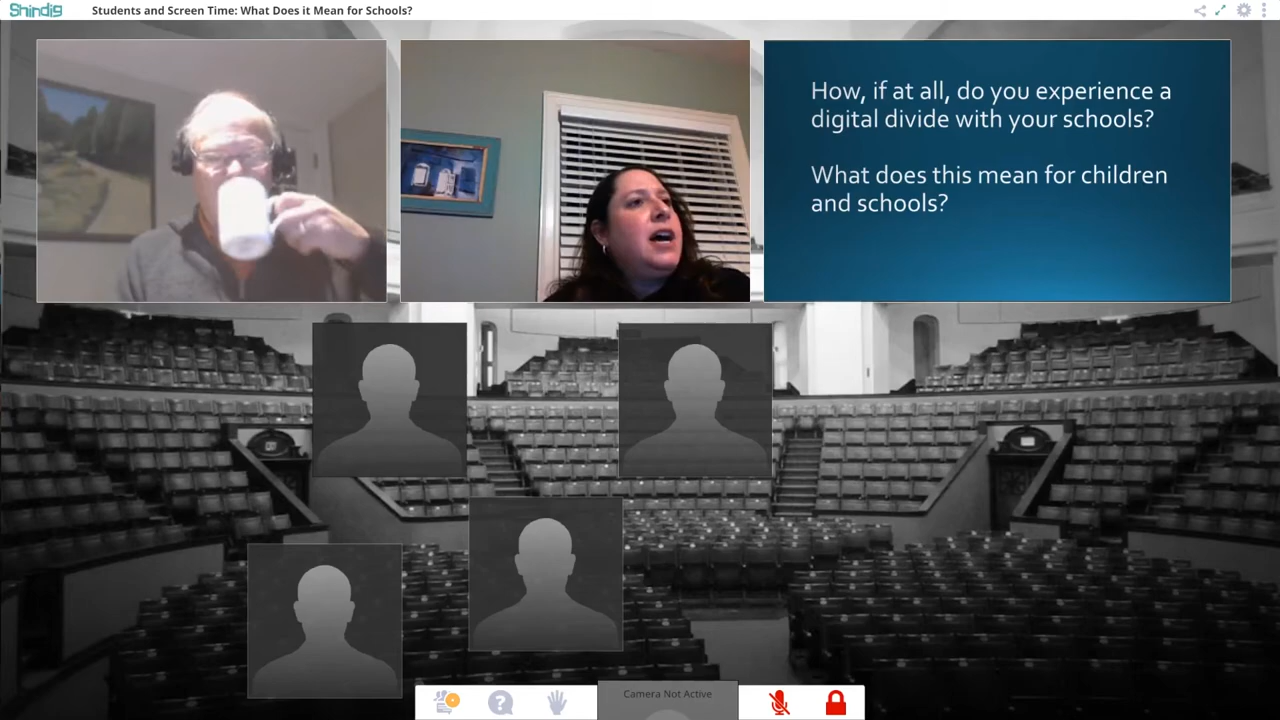 Shindig
Students and Screen Time: What Does it Mean for Schools?
How, if at all, do you experience a
digital divide with your schools?
What does this mean for children
and schools?
Camera Not Active